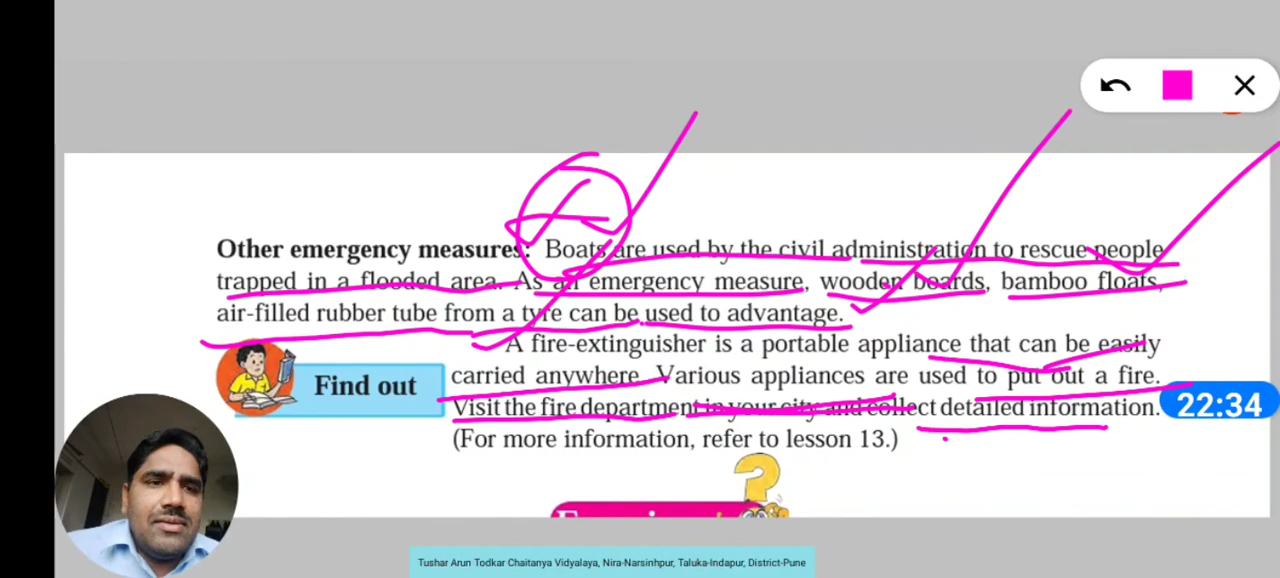 Other emergency measures: Boats are used by the civil administration to rescue people
trapped in a flooded area. As an emergency measure, wooden boards, bamboo floats,
air-filled rubber tube from a tyre can be used to advantage.
A fire-extinguisher is a portable appliance that can be easily
Find out
carried anywhere. Various appliances are used to put out a fire.
Visit the fire department in your city and collect detailed information.
22:34
(For more information, refer to lesson 13.)
?
Tushar Arun Todkar Chaitanya Vidyalaya, Nira-Narsinhpur, Taluka-Indapur, District-Pune